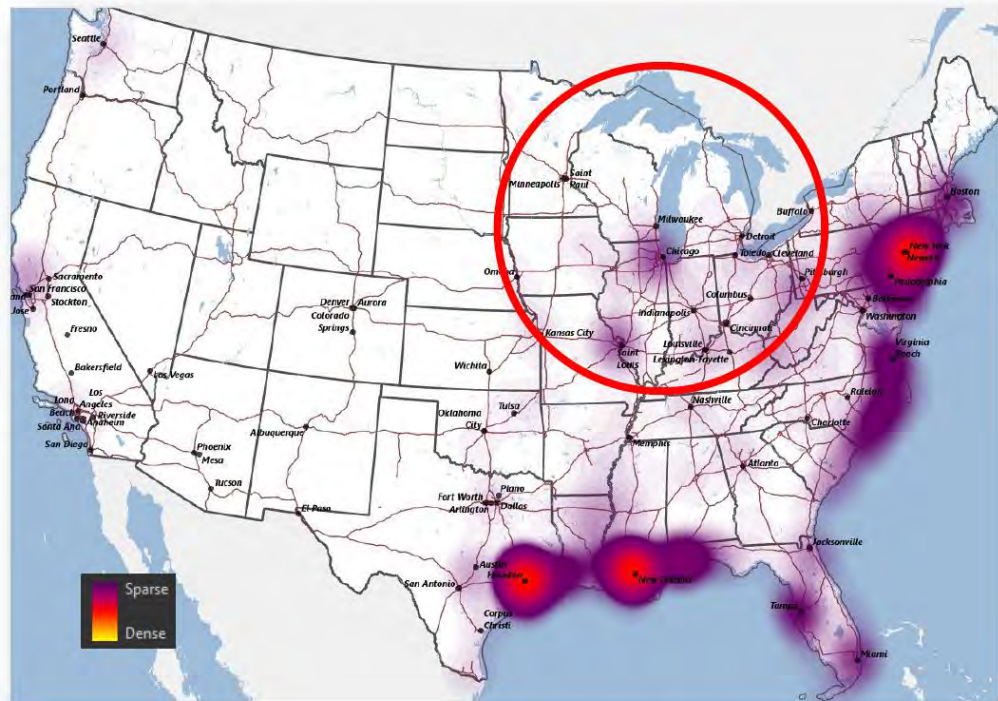 Seattle
Portland
Minneapolis
Saint
Paul
Milwaukee
Buffalo
Boston
Detroit
Chicago
Toledo
Cleveland
New York
Newark
Omaha
Pittsburgh
Philadelphia
Sacramento
San Francisco
Stockton
Jose
Denver
Aurora
Colorado
Springs
Columbus
Indianapolis
Baltimore
Washington
Cincinnati
Fresno
Kansas City
Saint
Louis
Louisville
Lexington-Fayette
Virginia
Beach
Bakersfield
Las Vegas
Wichita
Raleigh
Nashville
Charlotte
Los
Angeles
Long
Beach
Riverside
Anaheim
Santa Ana
San Diego
Tulsa
Oklahoma
City
Albuquerque
Memphis
Phoenix
Mesa
Tucson
Atlanta
Plano
Fort Worth
Arlington
Dallas
El Paso
Jacksonville
Austin
Houston
San Antonio
New Orleans
Corpus
Christi
Tampa
Miami
Sparse
Dense